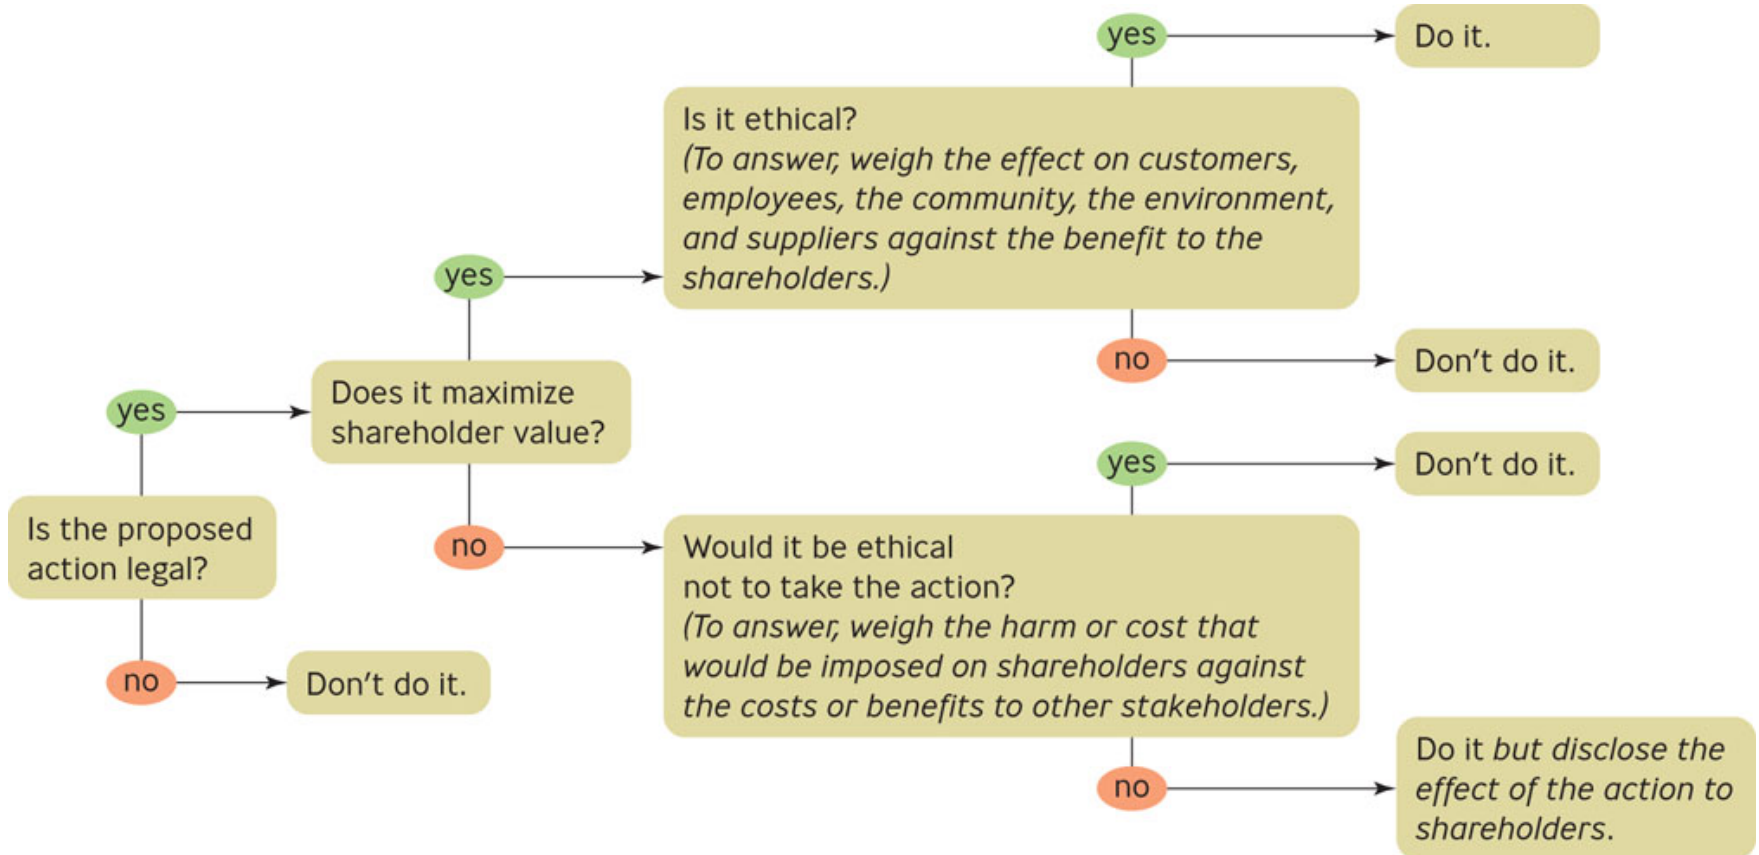 Is the proposed
action legal?
yes
no
Don't do it.
Does it maximize
shareholder value?
yes
no
Is it ethical?
(To answer, weigh the effect on customers,
employees, the community, the environment,
and suppliers against the benefit to the
shareholders.)
yes
Do it.
no
Don't do it.
Would it be ethical
not to take the action?
(To answer, weigh the harm or cost that
would be imposed on shareholders against
the costs or benefits to other stakeholders.)
yes
Don't do it.
no
Do it but disclose the
effect of the action to
shareholders.